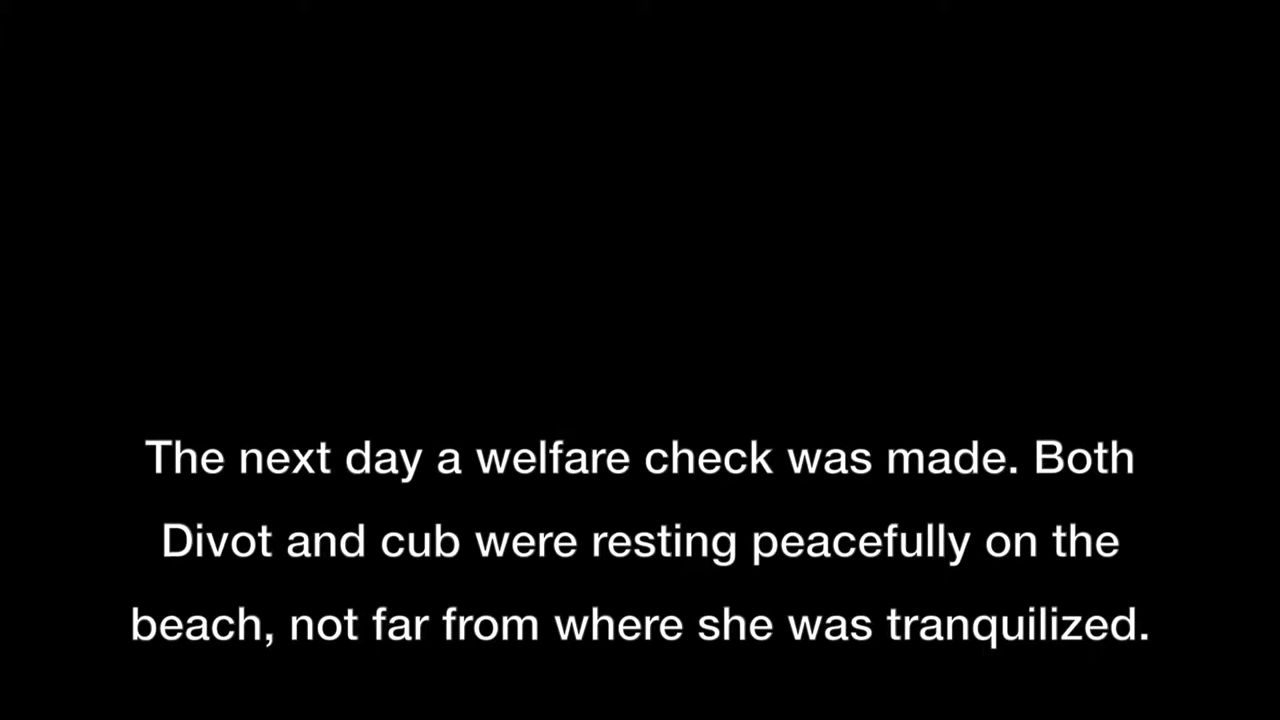 The next day a welfare check was made. Both
Divot and cub were resting peacefully on the
beach, not far from where she was tranquilized.